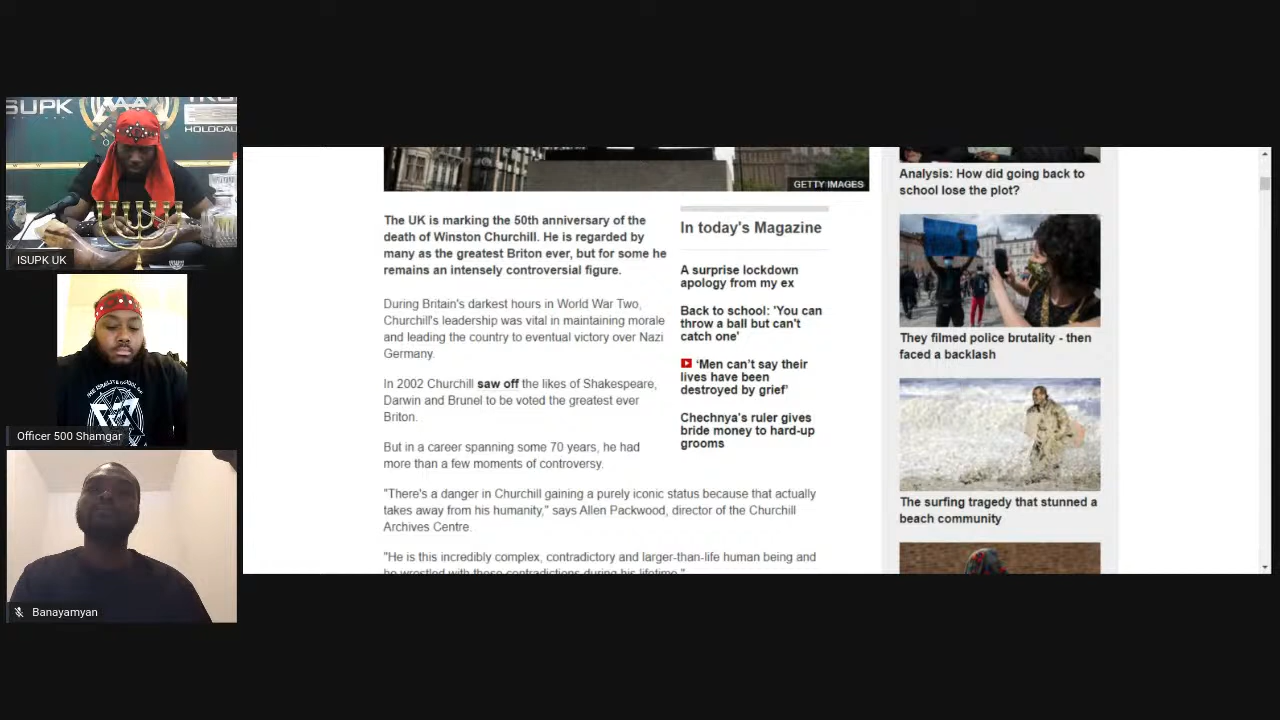 SUPK
HOLOCAU
ISUPK UK
Officer 500 Shamgar
Banayamyan
GETTY IMAGES
The UK is marking the 50th anniversary of the
death of Winston Churchill. He is regarded by
many as the greatest Briton ever, but for some he
remains an intensely controversial figure.
During Britain's darkest hours in World War Two,
Churchill's leadership was vital in maintaining morale
and leading the country to eventual victory over Nazi
Germany.
In 2002 Churchill saw off the likes of Shakespeare,
Darwin and Brunel to be voted the greatest ever
Briton.
But in a career spanning some 70 years, he had
more than a few moments of controversy.
"There's a danger in Churchill gaining a purely iconic status because that actually
takes away from his humanity," says Allen Packwood, director of the Churchill
Archives Centre.
"He is this incredibly complex, contradictory and larger-than-life human being and
he wrestled with these contradictions during his lifetime."
In today's Magazine
A surprise lockdown
apology from my ex
Back to school: 'You can
throw a ball but can't
catch one'
‘Men can’t say their
lives have been
destroyed by grief’
Chechnya's ruler gives
bride money to hard-up
grooms
Analysis: How did going back to
school lose the plot?
They filmed police brutality - then
faced a backlash
The surfing tragedy that stunned a
beach community